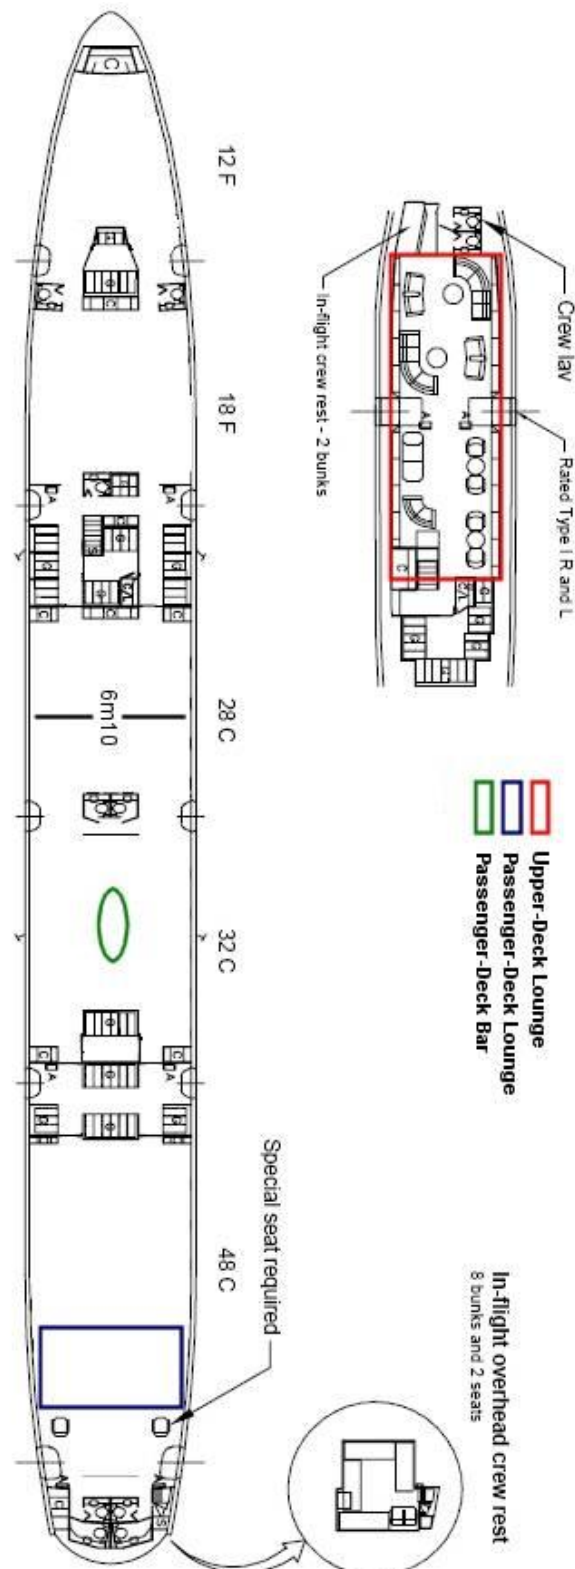 12 F
18 F
28 C
6m10
32 C
48 C
Special seat required
Crew lav
Rated Type I R and L
In-flight crew rest - 2 bunks
Upper-Deck Lounge
Passenger-Deck Lounge
Passenger-Deck Bar
In-flight overhead crew rest
8 bunks and 2 seats
C
G
C
A
A
G
G
S
C
C
C
A
A
C
G
G
C
G
G
A
A
C
G
G
G
C